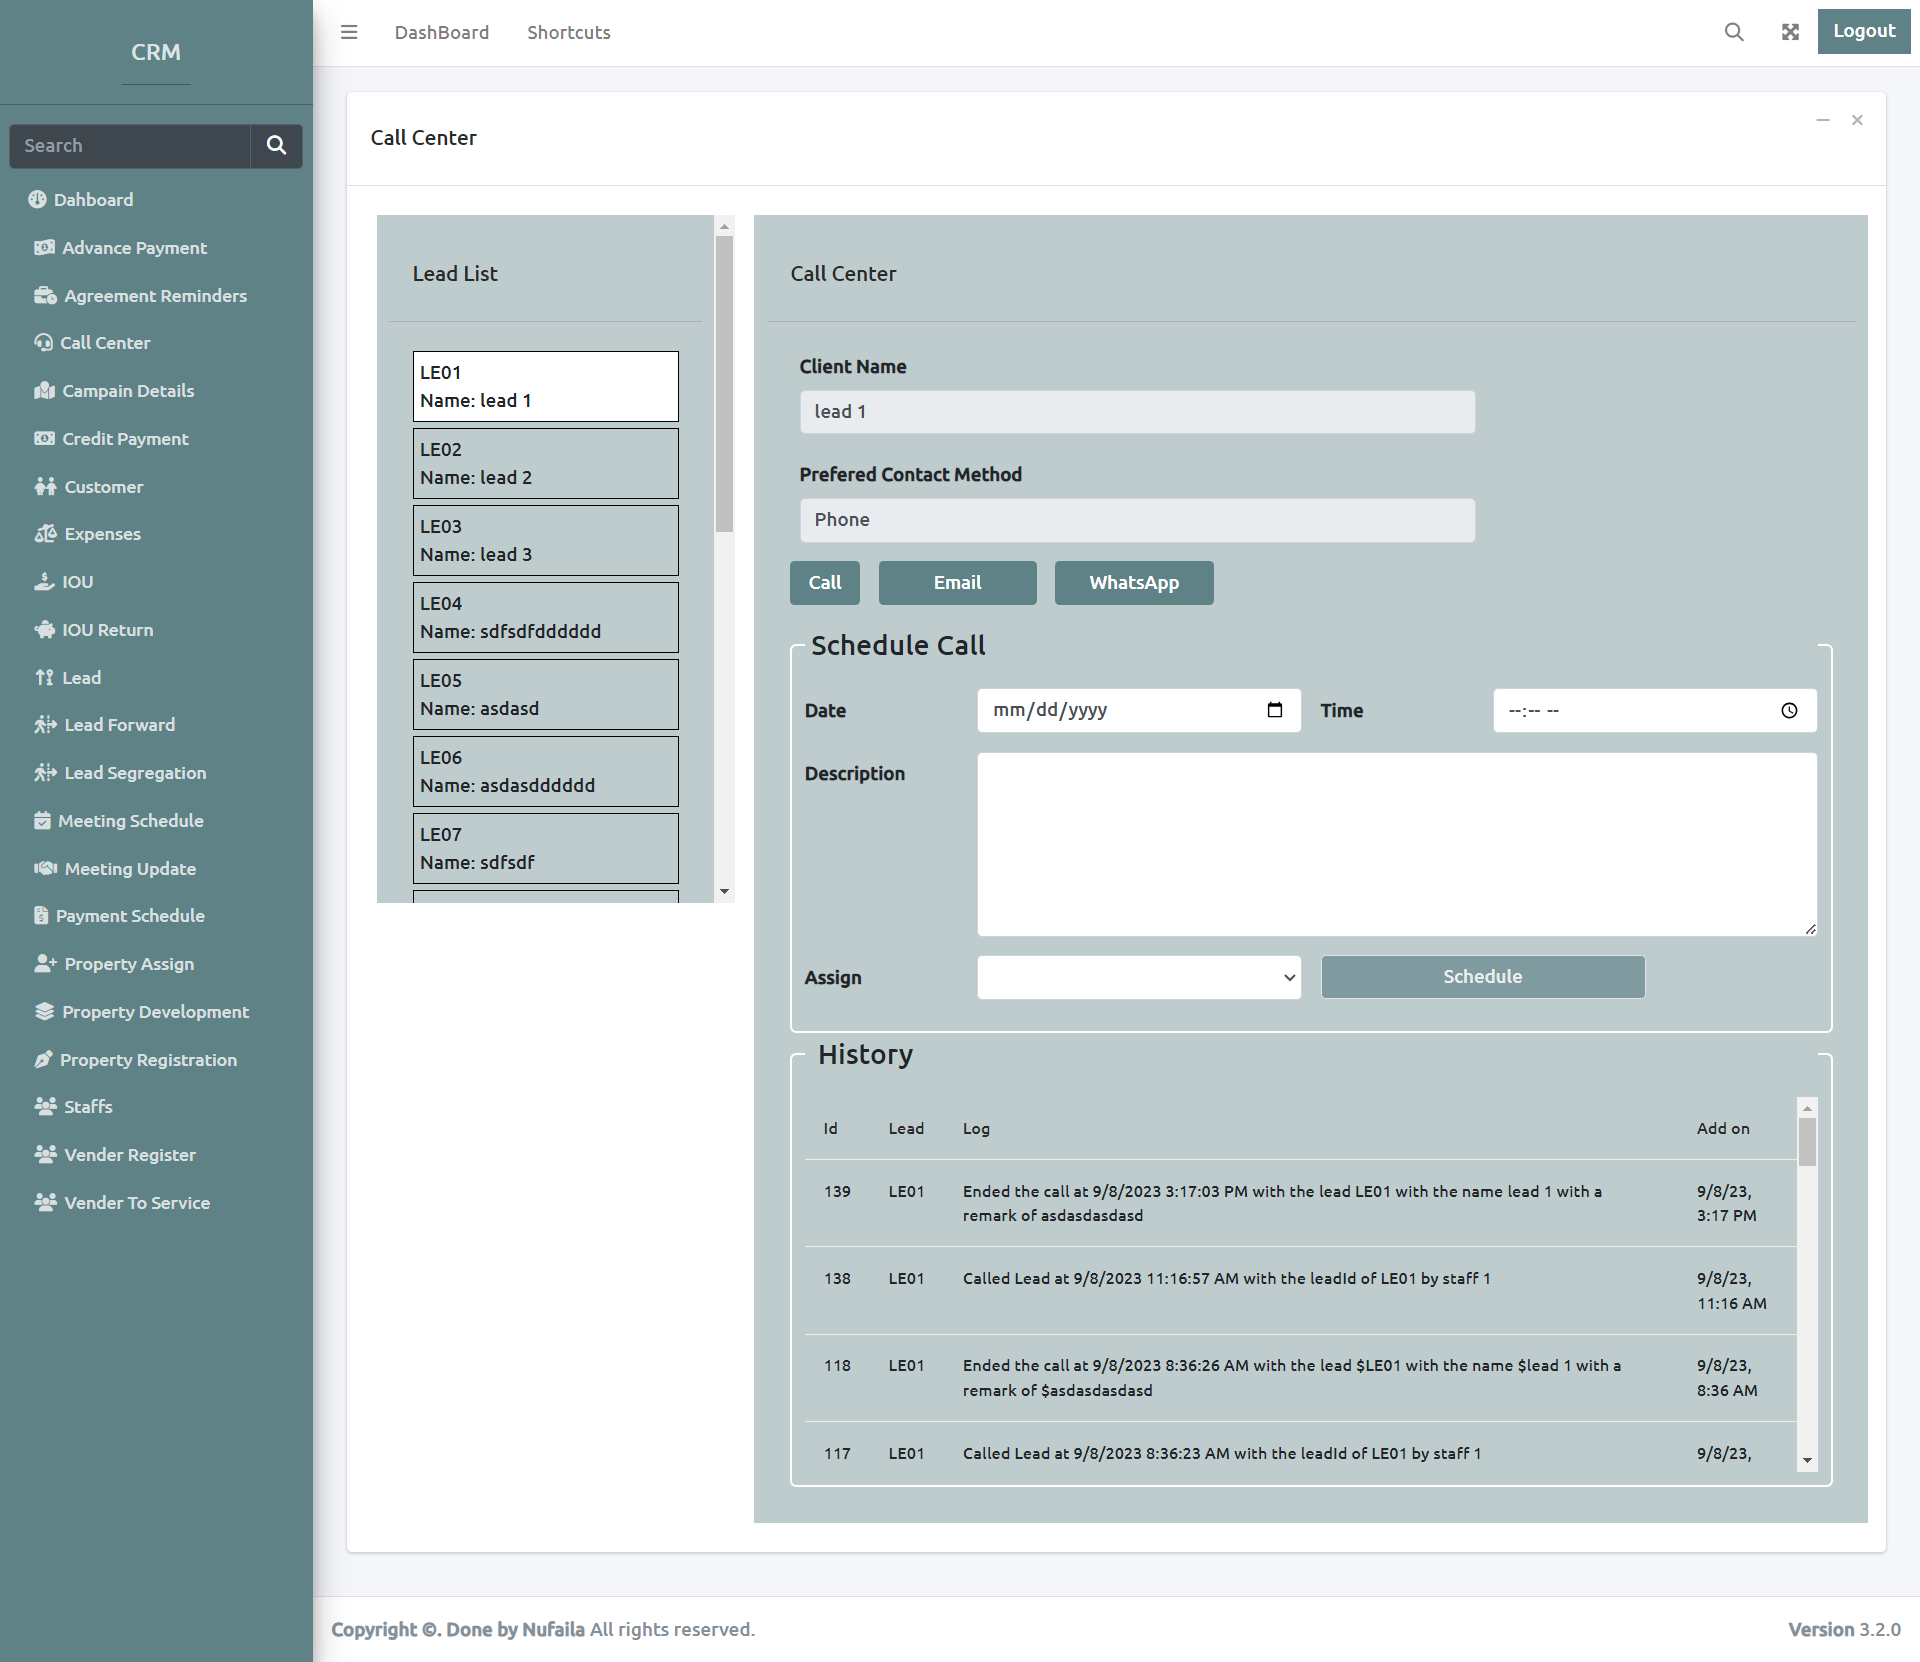 CRM
Search
Dahboard
Advance Payment
Agreement Reminders
Call Center
Campain Details
Credit Payment
Customer
Expenses
IOU
IOU Return
Lead
Lead Forward
Lead Segregation
Meeting Schedule
Meeting Update
Payment Schedule
Property Assign
Property Development
Property Registration
Staffs
Vender Register
Vender To Service
DashBoard Shortcuts Logout
Call Center
Lead List
LE01
Name: lead 1
LE02
Name: lead 2
LE03
Name: lead 3
LE04
Name: sdfsdfdddddd
LE05
Name: asdasd
LE06
Name: asdasdddddd
LE07
Name: sdfsdf
Call Center
Client Name
lead 1
Prefered Contact Method
Phone
Call Email WhatsApp
Schedule Call
Date mm/dd/yyyy Time --:-- --
Description
Assign Schedule
History
Id Lead Log Add on
139 LE01 Ended the call at 9/8/2023 3:17:03 PM with the lead LE01 with the name lead 1 with a 9/8/23,
remark of asdasdasdasd 3:17 PM
138 LE01 Called Lead at 9/8/2023 11:16:57 AM with the leadId of LE01 by staff 1 9/8/23,
11:16 AM
118 LE01 Ended the call at 9/8/2023 8:36:26 AM with the lead $LE01 with the name $lead 1 with a 9/8/23,
remark of $asdasdasdasd 8:36 AM
117 LE01 Called Lead at 9/8/2023 8:36:23 AM with the leadId of LE01 by staff 1 9/8/23,
Copyright ©. Done by Nufaila All rights reserved. Version 3.2.0